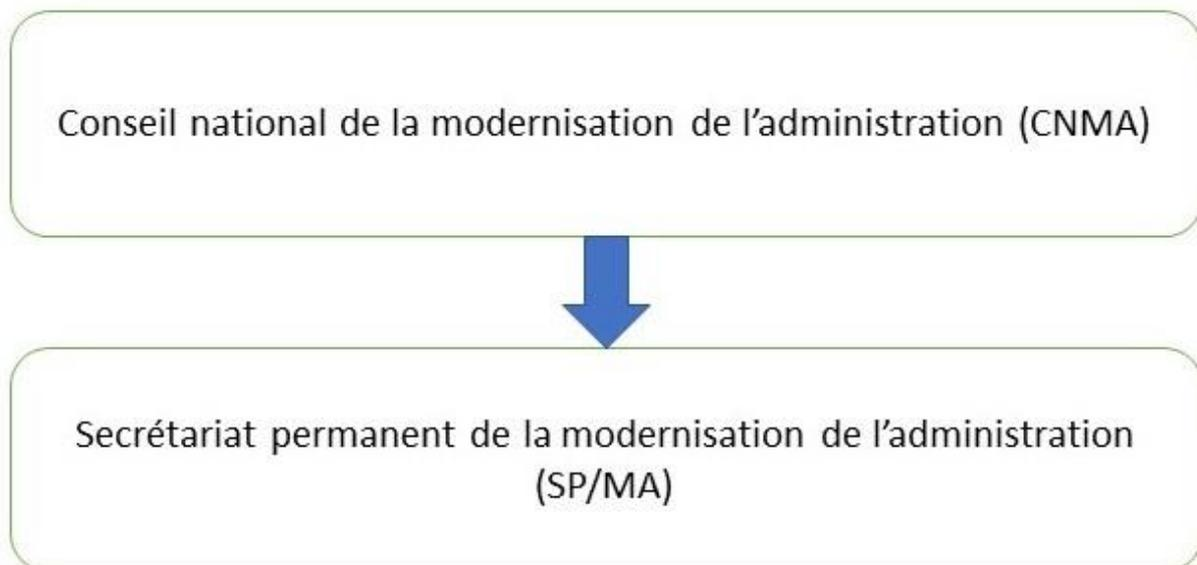 Conseil national de la modernisation de l’administration (CNMA)
Secrétariat permanent de la modernisation de l’administration
(SP/MA)